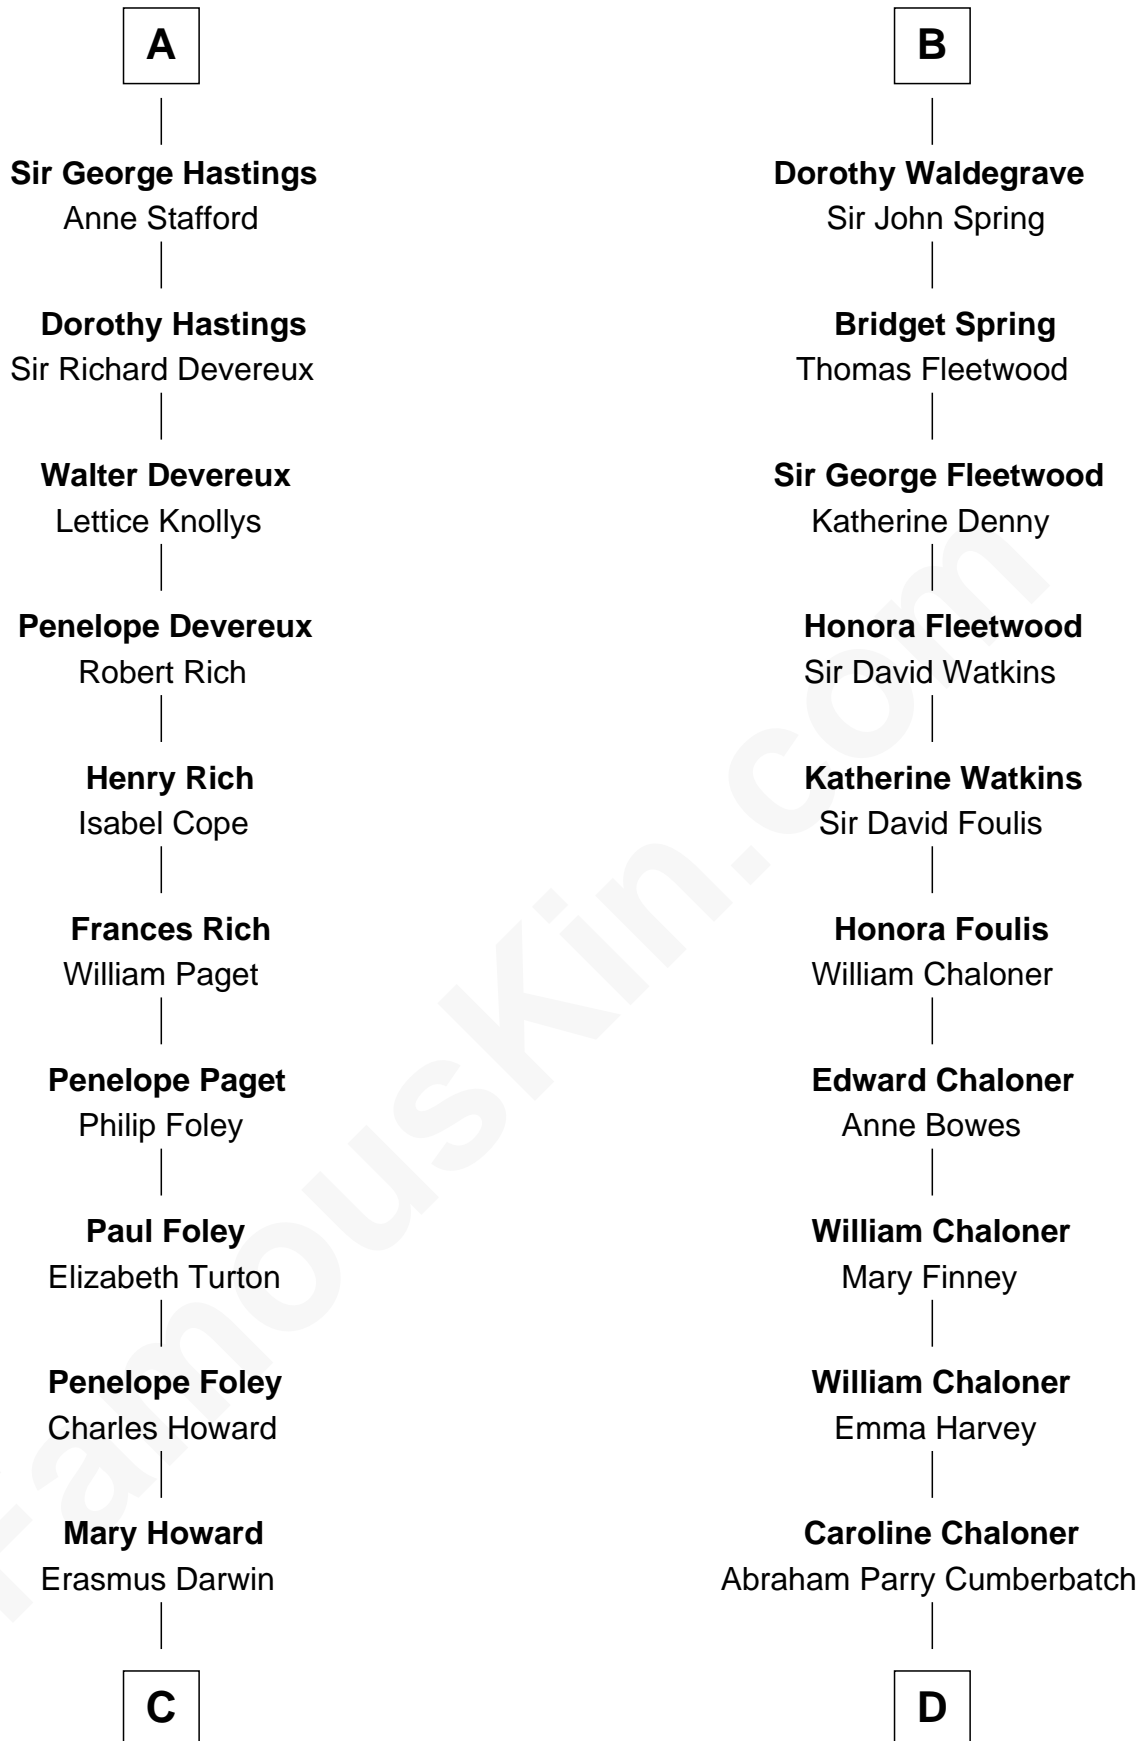 A
Sir George Hastings
Anne Stafford
Dorothy Hastings
Sir Richard Devereux
Walter Devereux
Lettice Knollys
Penelope Devereux
Robert Rich
Henry Rich
Isabel Cope
Frances Rich
William Paget
Penelope Paget
Philip Foley
Paul Foley
Elizabeth Turton
Penelope Foley
Charles Howard
Mary Howard
Erasmus Darwin
C
B
Dorothy Waldegrave
Sir John Spring
Bridget Spring
Thomas Fleetwood
Sir George Fleetwood
Katherine Denny
Honora Fleetwood
Sir David Watkins
Katherine Watkins
Sir David Foulis
Honora Foulis
William Chaloner
Edward Chaloner
Anne Bowes
William Chaloner
Mary Finney
William Chaloner
Emma Harvey
Caroline Chaloner
Abraham Parry Cumberbatch
D
FamousKin.com